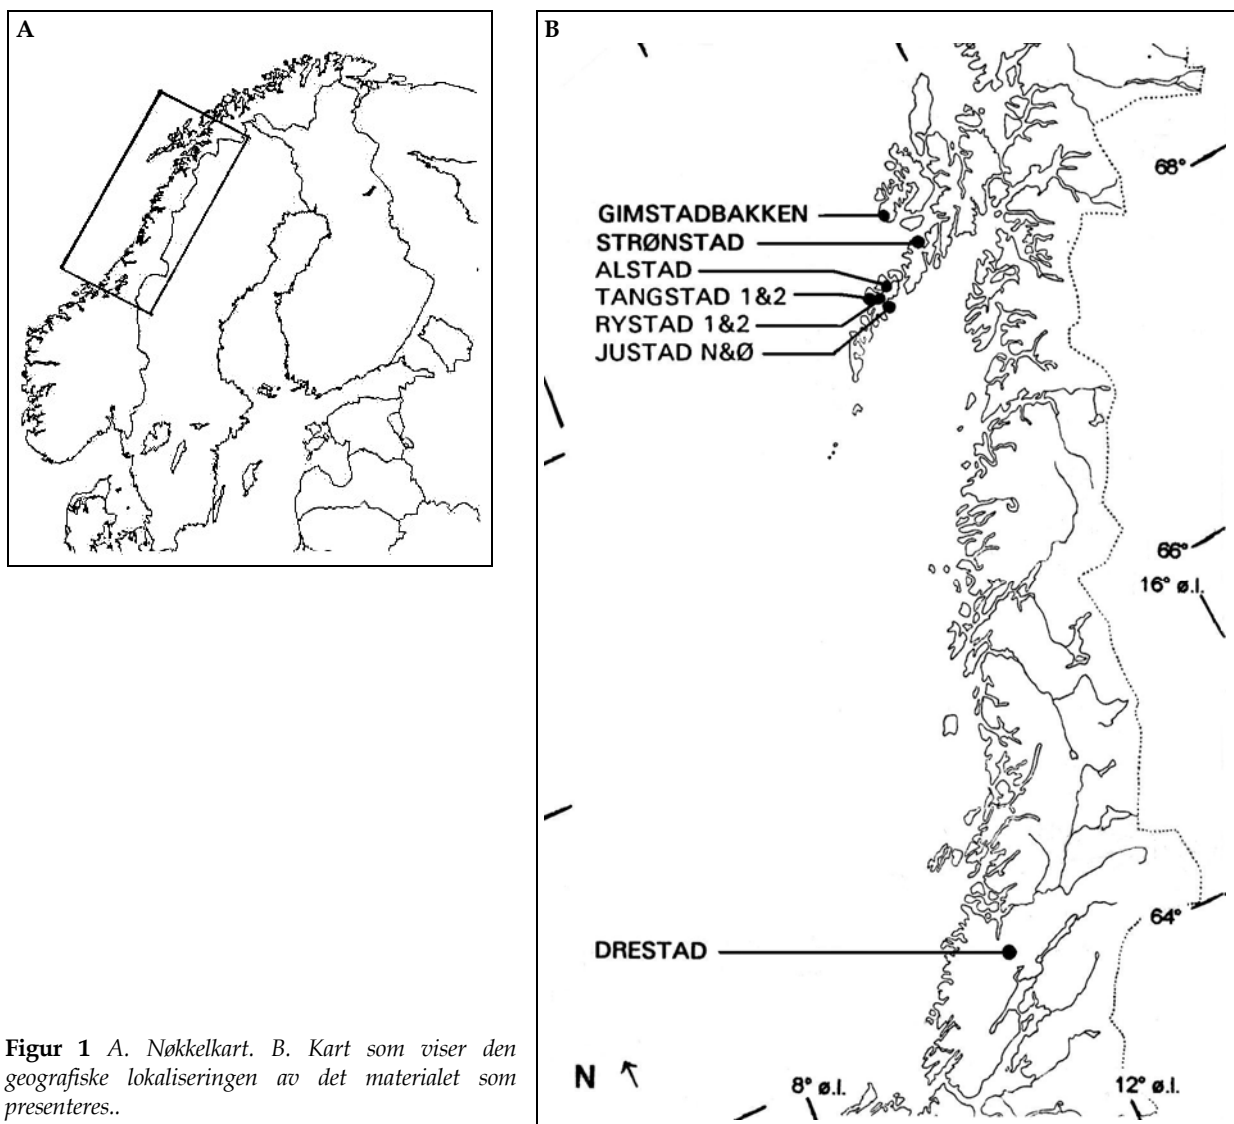 A
B
68°
GIMSTADBAKKEN
STRØNSTAD
ALSTAD
TANGSTAD 1&2
RYSTAD 1&2
JUSTAD N&Ø
66°
16° ø.l.
64°
DRESTAD
N
8° ø.l.
12° ø.l.
Figur 1 A. Nøkkelkart. B. Kart som viser den
geografiske lokaliseringen av det materialet som
presenteres..